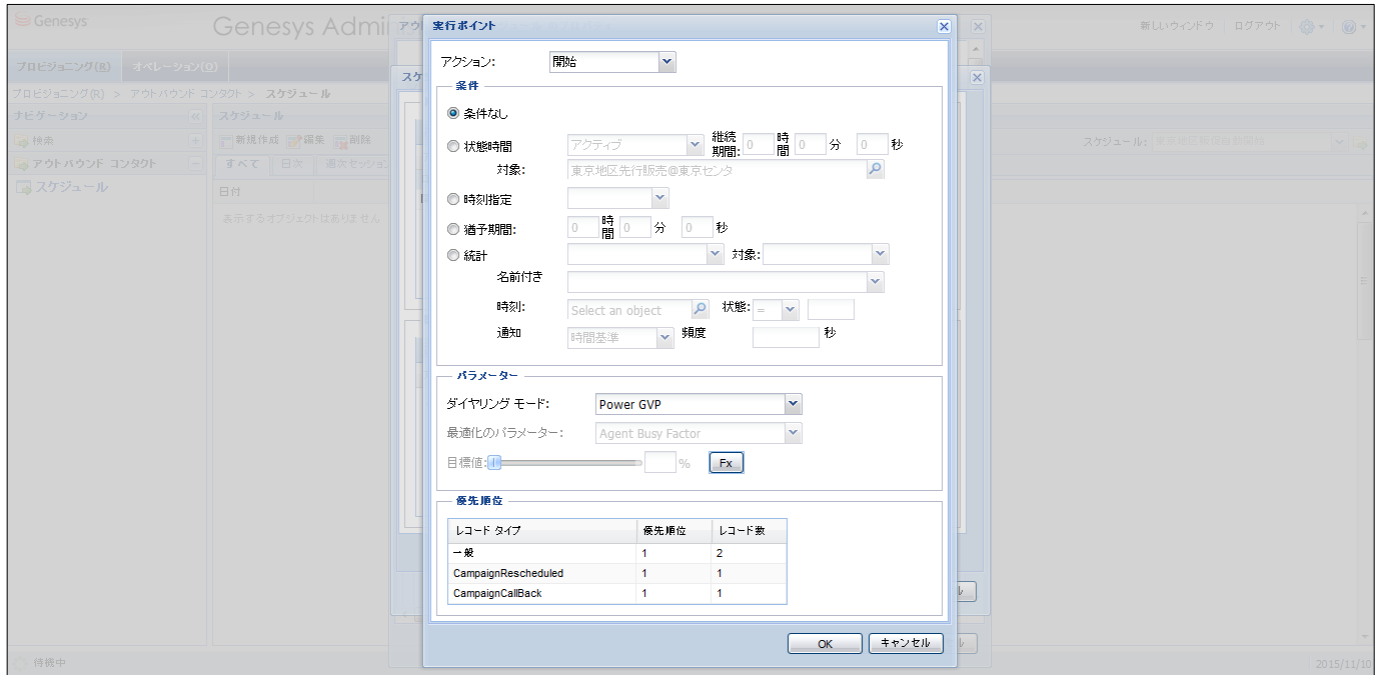 Genesys
Genesys Admi
新しいウィンドウ | ログアウト
プロビジョニング(R) オペレーション(O)
プロビジョニング(R) > アウトバウンド コンタクト > スケジュール
ナビゲーション
検索
アウトバウンド コンタクト
スケジュール
スケジュール
新規作成 編集 削除
すべて 日次 週次セッション
日付
表示するオブジェクトはありません
スケジュール:
待機中
2015/11/10
実行ポイント
アクション: 開始
条件
条件なし
状態時間 アクティブ 継続期間: 0 時間 0 分 0 秒
対象: 東京地区先行販売@東京センタ
時刻指定
猶予期間: 0 時間 0 分 0 秒
統計 対象:
名前付き
時刻: Select an object 状態: =
通知 時間基準 頻度 秒
パラメーター
ダイヤリング モード: Power GVP
最適化のパラメーター: Agent Busy Factor
目標値: % Fx
優先順位
レコード タイプ 優先順位 レコード数
一般 1 2
CampaignRescheduled 1 1
CampaignCallBack 1 1
OK キャンセル